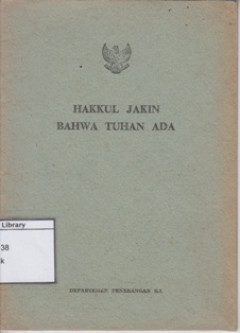 HAKKUL JAKIN
BAHWA TUHAN ADA
Library
38
k
DEPARTEMEN PENERANGAN R.I.